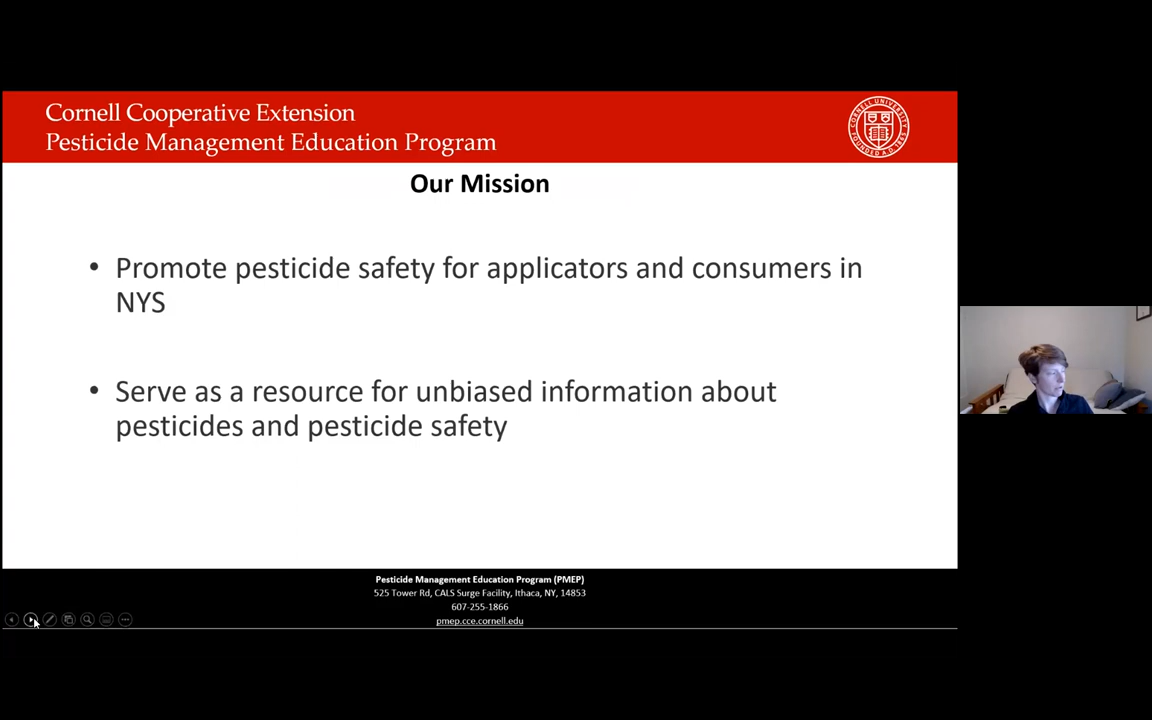 Cornell Cooperative Extension
Pesticide Management Education Program
Our Mission
• Promote pesticide safety for applicators and consumers in
NYS
• Serve as a resource for unbiased information about
pesticides and pesticide safety
Pesticide Management Education Program (PMEP)
525 Tower Rd, CALS Surge Facility, Ithaca, NY, 14853
607-255-1866
pmep.cce.cornell.edu